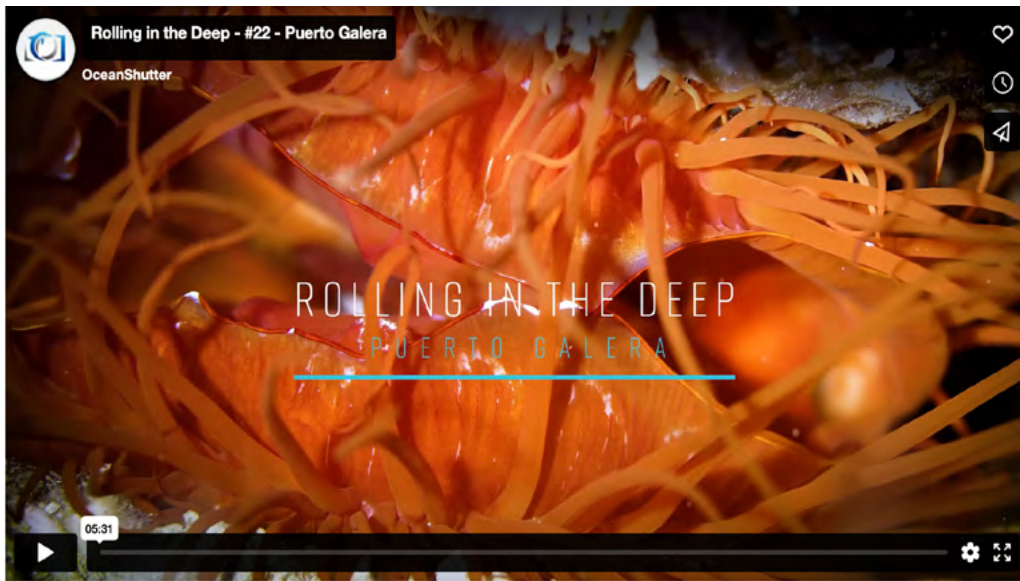 Rolling in the Deep - #22 - Puerto Galera
OceanShutter
ROLLING IN THE DEEP
PUERTO GALERA
05:31